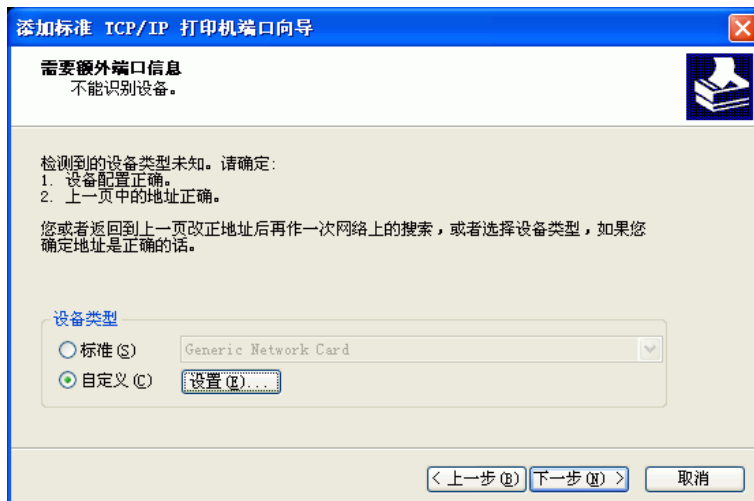 添加标准 TCP/IP 打印机端口向导
需要额外端口信息
不能识别设备。
检测到的设备类型未知。请确定:
1. 设备配置正确。
2. 上一页中的地址正确。
您或者返回到上一页改正地址后再作一次网络上的搜索，或者选择设备类型，如果您
确定地址是正确的话。
设备类型
标准(S)
Generic Network Card
自定义(C)
设置(E)...
< 上一步(B)
下一步(N) >
取消